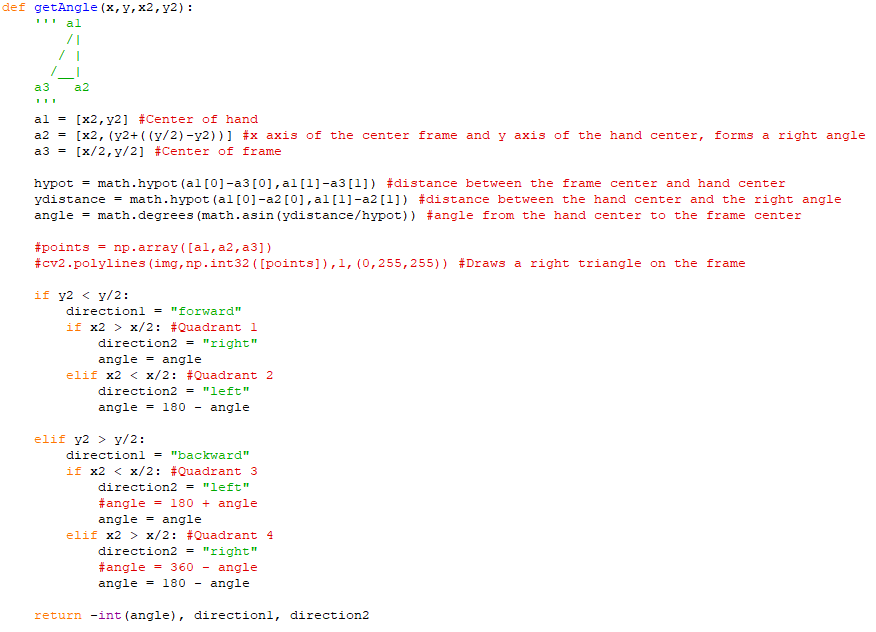 def getAngle(x,y,x2,y2):
    ''' a1
        /|
       / |
      /__|
    a3   a2
    '''
    a1 = [x2,y2] #Center of hand
    a2 = [x2,(y2+((y/2)-y2))] #x axis of the center frame and y axis of the hand center, forms a right angle
    a3 = [x/2,y/2] #Center of frame

    hypot = math.hypot(a1[0]-a3[0],a1[1]-a3[1]) #distance between the frame center and hand center
    ydistance = math.hypot(a1[0]-a2[0],a1[1]-a2[1]) #distance between the hand center and the right angle
    angle = math.degrees(math.asin(ydistance/hypot)) #angle from the hand center to the frame center

    #points = np.array([a1,a2,a3])
    #cv2.polylines(img,np.int32([points]),1,(0,255,255)) #Draws a right triangle on the frame

    if y2 < y/2:
        direction1 = "forward"
        if x2 > x/2: #Quadrant 1
            direction2 = "right"
            angle = angle
        elif x2 < x/2: #Quadrant 2
            direction2 = "left"
            angle = 180 - angle

    elif y2 > y/2:
        direction1 = "backward"
        if x2 < x/2: #Quadrant 3
            direction2 = "left"
            #angle = 180 + angle
            angle = angle
        elif x2 > x/2: #Quadrant 4
            direction2 = "right"
            #angle = 360 - angle
            angle = 180 - angle

    return -int(angle), direction1, direction2